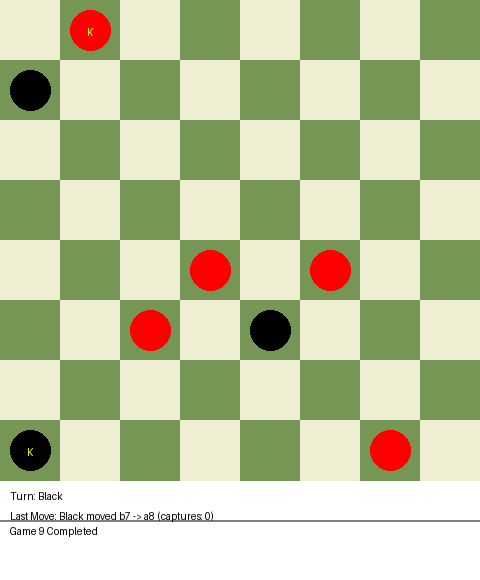 K
K
Turn: Black
Last Move: Black moved b7 -> a8 (captures: 0)
Game 9 Completed